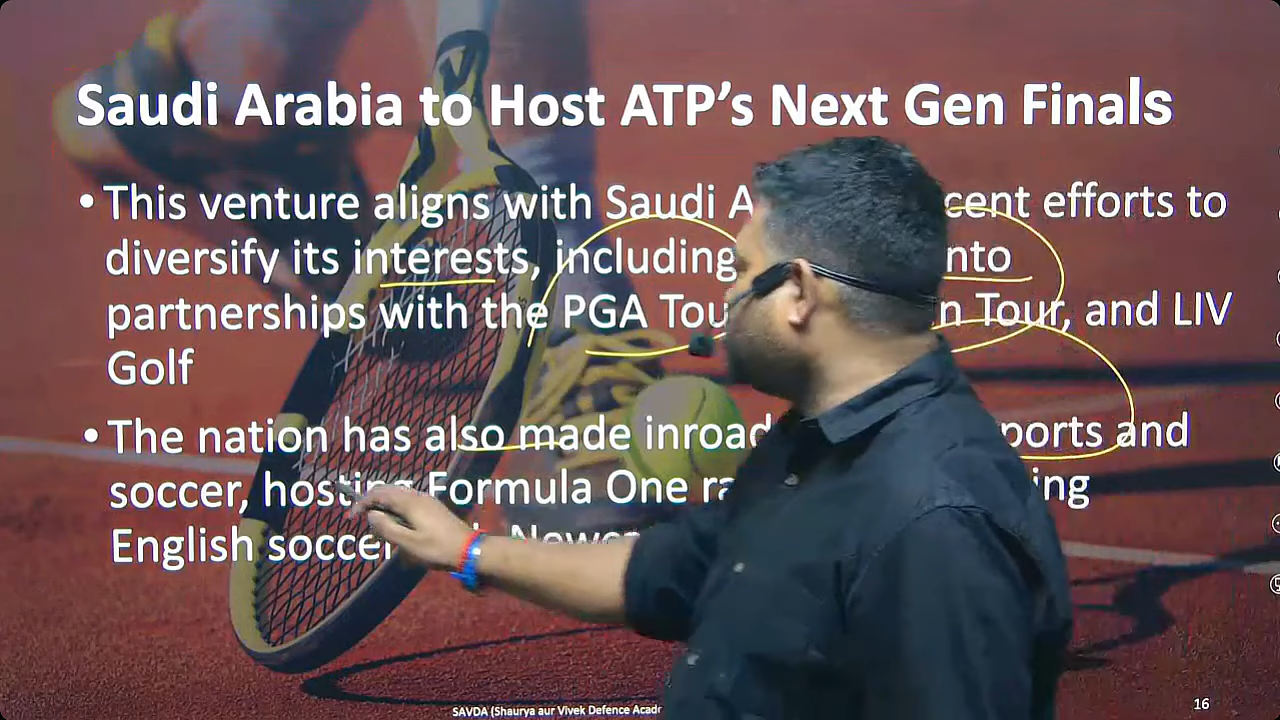 Saudi Arabia to Host ATP's Next Gen Finals
• This venture aligns with Saudi A cent efforts to
diversify its interests, including nto
partnerships with the PGA Tou n Tour, and LIV
Golf
• The nation has also made inroad ports and
soccer, hosting Formula One ra ing
English soccer
SAVDA (Shaurya aur Vivek Defence Acad
16